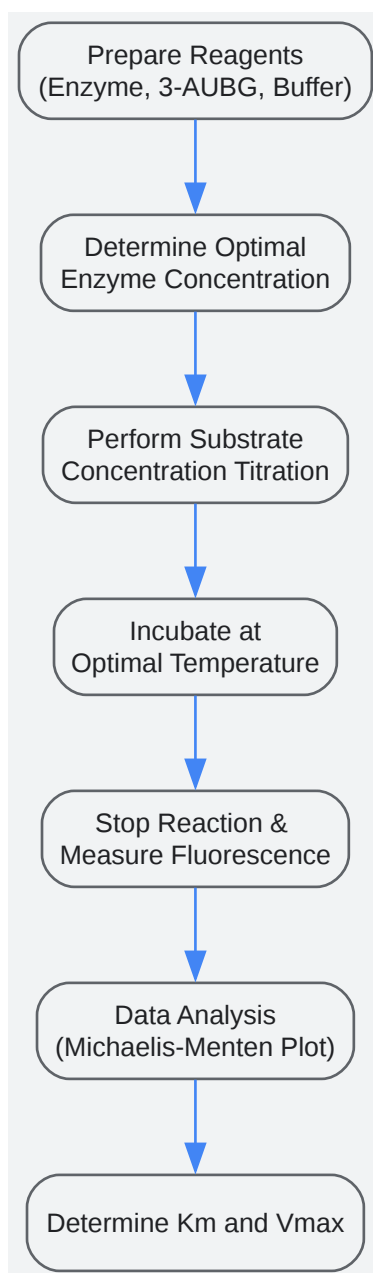 Prepare Reagents
(Enzyme, 3-AUBG, Buffer)
Determine Optimal
Enzyme Concentration
Perform Substrate
Concentration Titration
Incubate at
Optimal Temperature
Stop Reaction &
Measure Fluorescence
Data Analysis
(Michaelis-Menten Plot)
Determine Km and Vmax